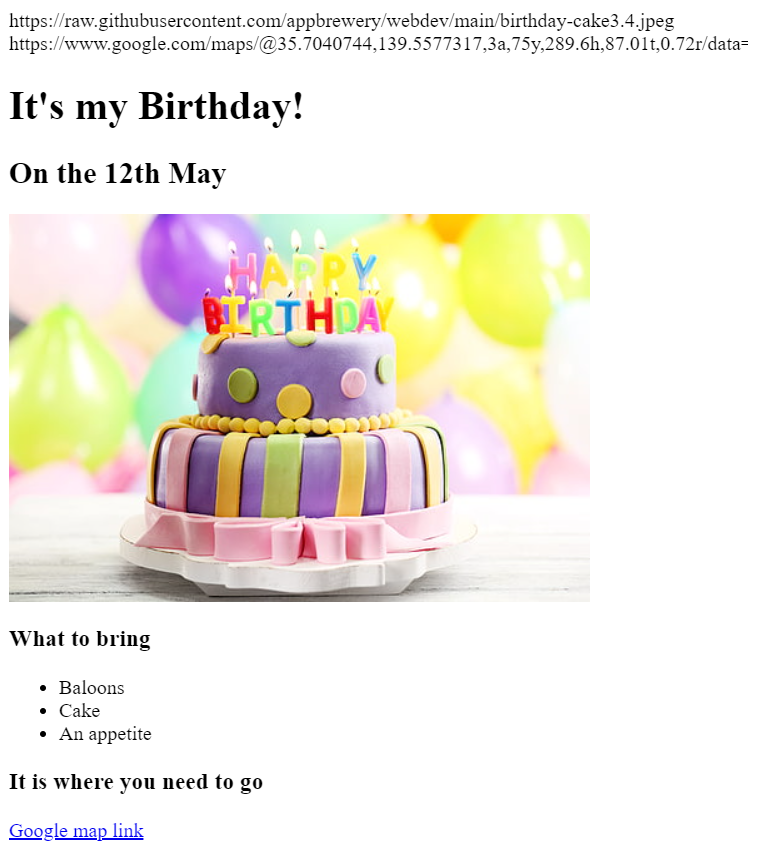 https://raw.githubusercontent.com/appbrewery/webdev/main/birthday-cake3.4.jpeg
https://www.google.com/maps/@35.7040744,139.5577317,3a,75y,289.6h,87.01t,0.72r/data=
It's my Birthday!
On the 12th May
HAPPY
BIRTHDAY
What to bring
• Baloons
• Cake
• An appetite
It is where you need to go
Google map link